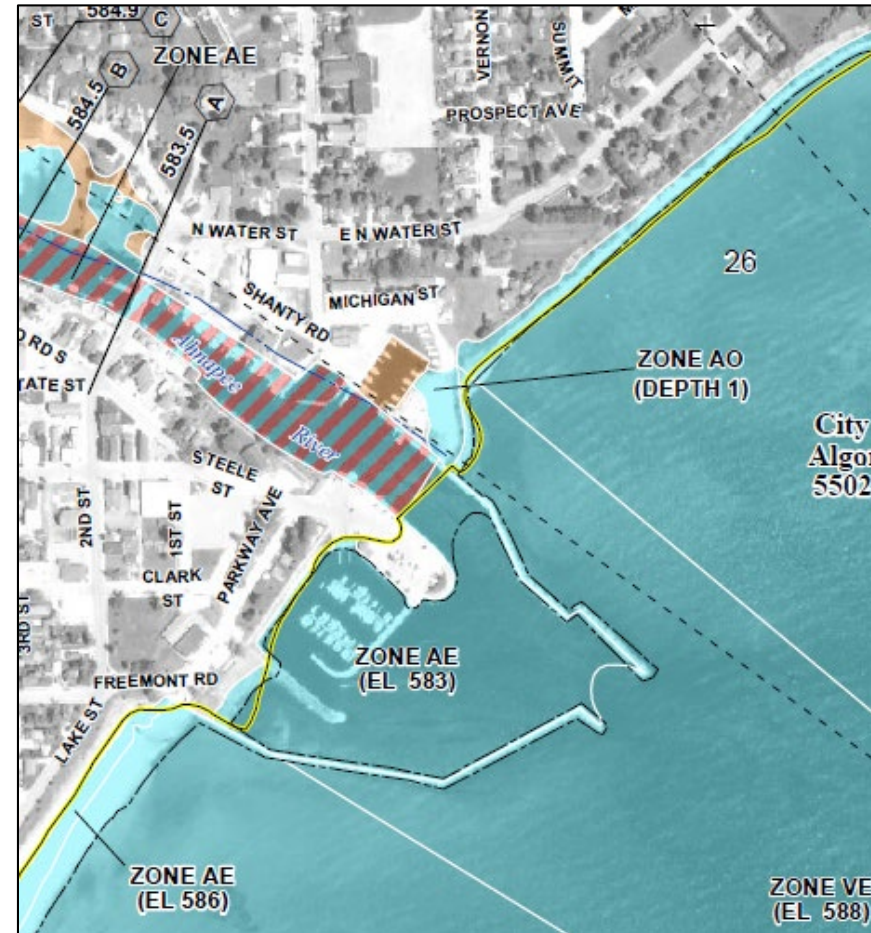 584.9
C
ST
ZONE AE
584.5
B
583.5
A
VERNON
SUMMIT
PROSPECT AVE
N WATER ST
E N WATER ST
26
SHANTY RD
MICHIGAN ST
ZONE AO
(DEPTH 1)
Ahnapee
River
RD S
TATE ST
City
Algo
5502
STEELE
ST
2ND ST
1ST ST
PARKWAY AVE
CLARK
ST
3RD ST
ZONE AE
(EL 583)
FREEMONT RD
LAKE ST
ZONE AE
(EL 586)
ZONE VE
(EL 588)